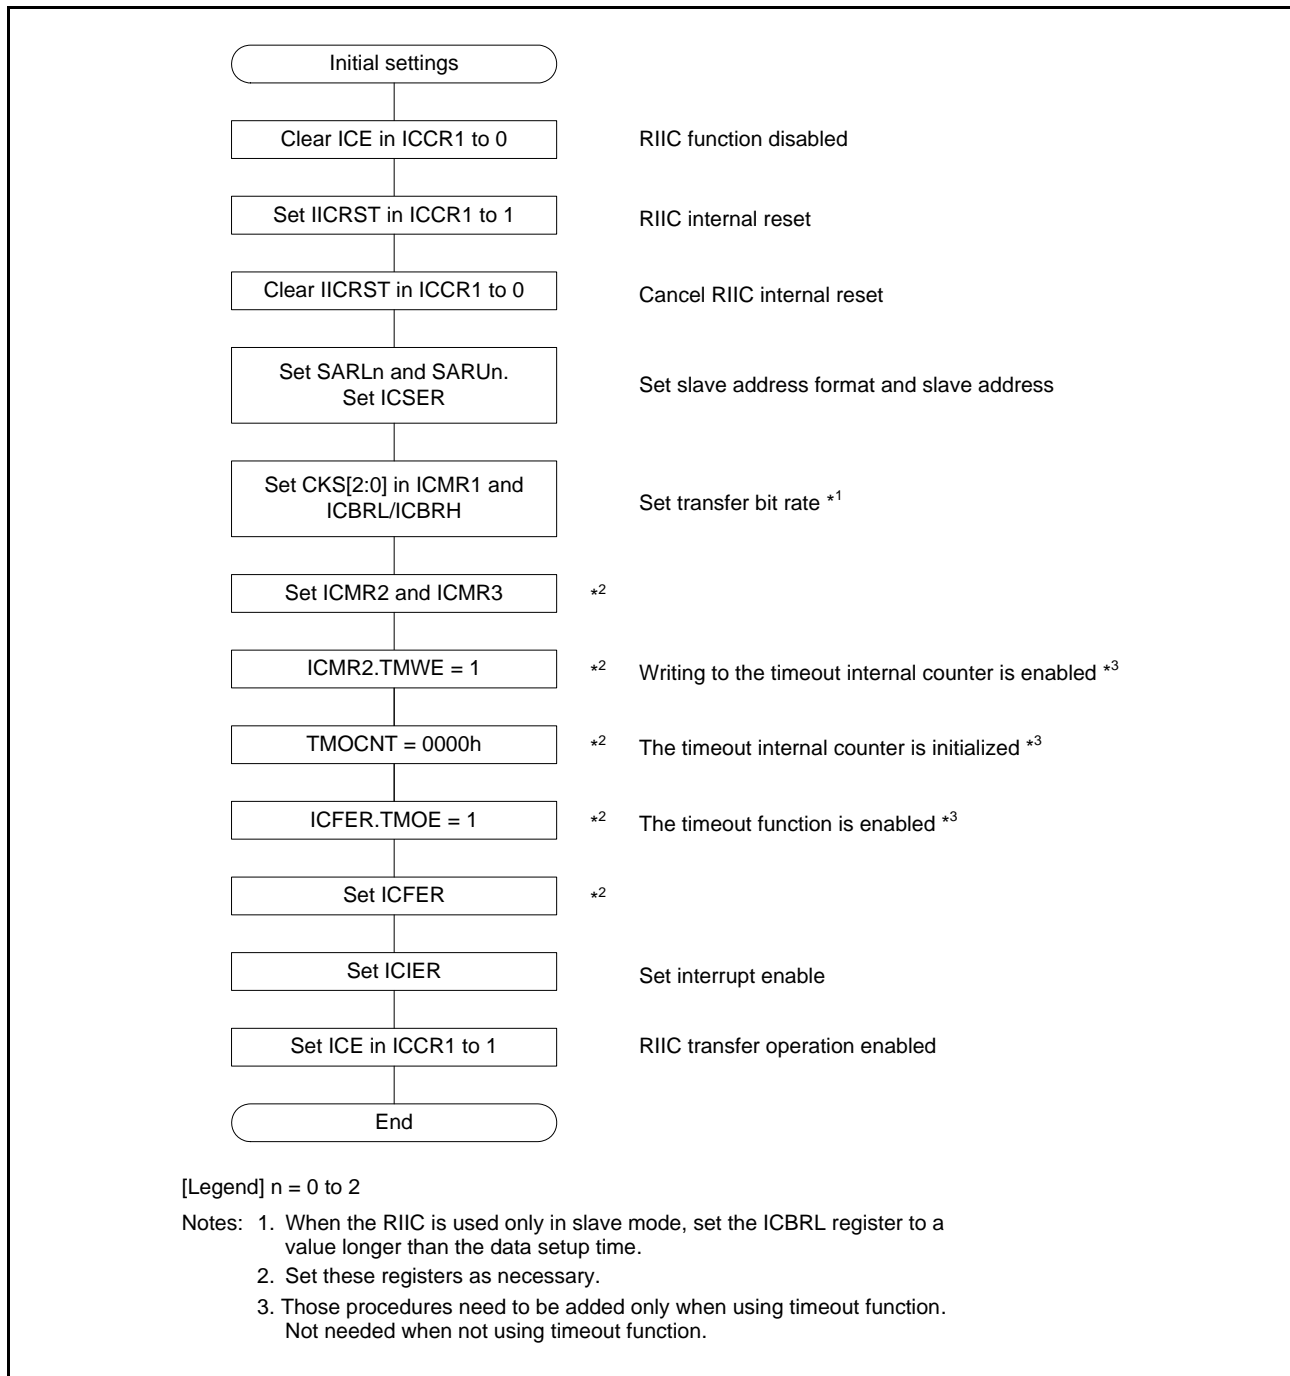 Initial settings
Clear ICE in ICCR1 to 0
RIIC function disabled
Set IICRST in ICCR1 to 1
RIIC internal reset
Clear IICRST in ICCR1 to 0
Cancel RIIC internal reset
Set SARLn and SARUn.
Set ICSER
Set slave address format and slave address
Set CKS[2:0] in ICMR1 and
ICBRL/ICBRH
Set transfer bit rate *1
Set ICMR2 and ICMR3
*2
ICMR2.TMWE = 1
*2 Writing to the timeout internal counter is enabled *3
TMOCNT = 0000h
*2 The timeout internal counter is initialized *3
ICFER.TMOE = 1
*2 The timeout function is enabled *3
Set ICFER
*2
Set ICIER
Set interrupt enable
Set ICE in ICCR1 to 1
RIIC transfer operation enabled
End
[Legend] n = 0 to 2
Notes: 1. When the RIIC is used only in slave mode, set the ICBRL register to a
value longer than the data setup time.
2. Set these registers as necessary.
3. Those procedures need to be added only when using timeout function.
Not needed when not using timeout function.